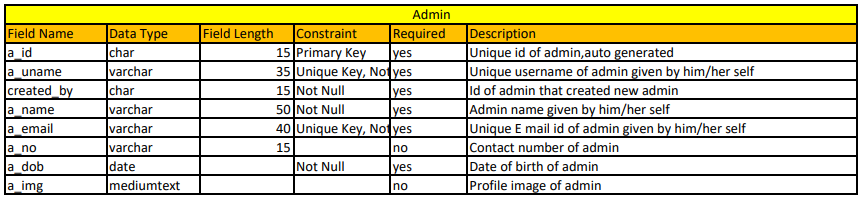 Admin
Field Name Data Type Field Length Constraint Required Description
a_id char 15 Primary Key yes Unique id of admin,auto generated
a_uname varchar 35 Unique Key, Not yes Unique username of admin given by him/her self
created_by char 15 Not Null yes Id of admin that created new admin
a_name varchar 50 Not Null yes Admin name given by him/her self
a_email varchar 40 Unique Key, Not yes Unique E mail id of admin given by him/her self
a_no varchar 15 no Contact number of admin
a_dob date Not Null yes Date of birth of admin
a_img mediumtext no Profile image of admin